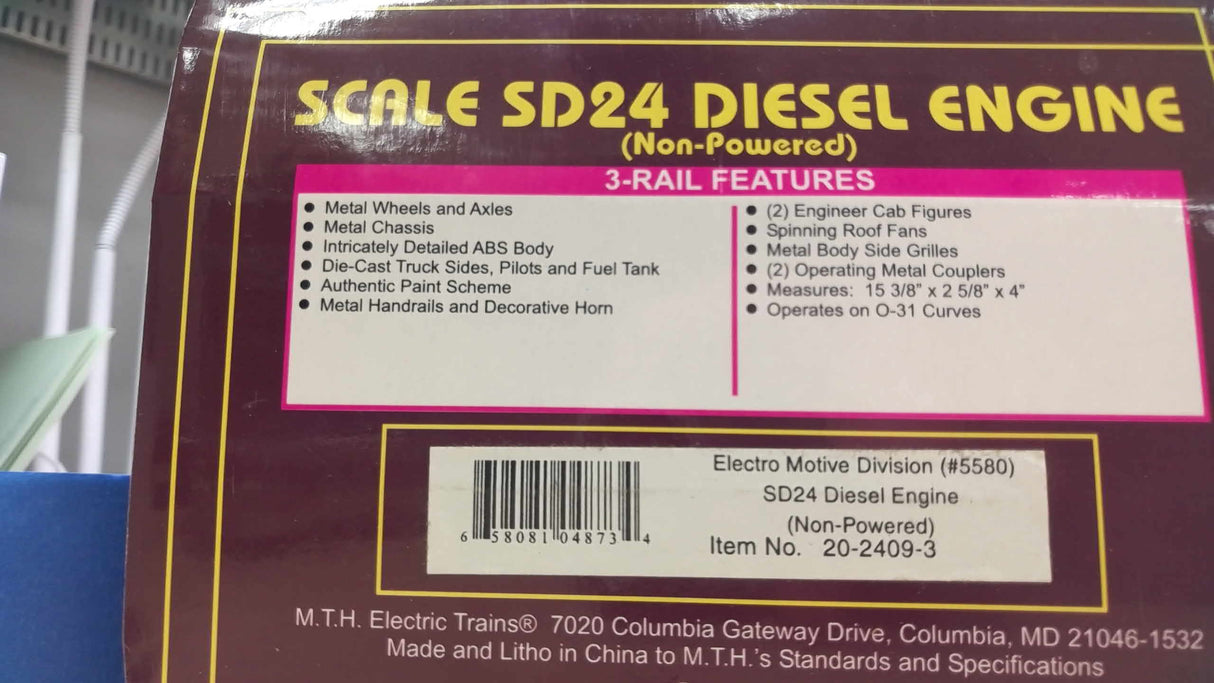 SCALE SD24 DIESEL ENGINE
(Non-Powered)
3-RAIL FEATURES
• Metal Wheels and Axles
• Metal Chassis
• Intricately Detailed ABS Body
• Die-Cast Truck Sides, Pilots and Fuel Tank
• Authentic Paint Scheme
• Metal Handrails and Decorative Horn
• (2) Engineer Cab Figures
• Spinning Roof Fans
• Metal Body Side Grilles
• (2) Operating Metal Couplers
• Measures: 15 3/8" x 2 5/8" x 4"
• Operates on O-31 Curves
Electro Motive Division (#5580)
SD24 Diesel Engine
(Non-Powered)
Item No. 20-2409-3
6 58081 04873 4
M.T.H. Electric Trains® 7020 Columbia Gateway Drive, Columbia, MD 21046-1532
Made and Litho in China to M.T.H.'s Standards and Specifications